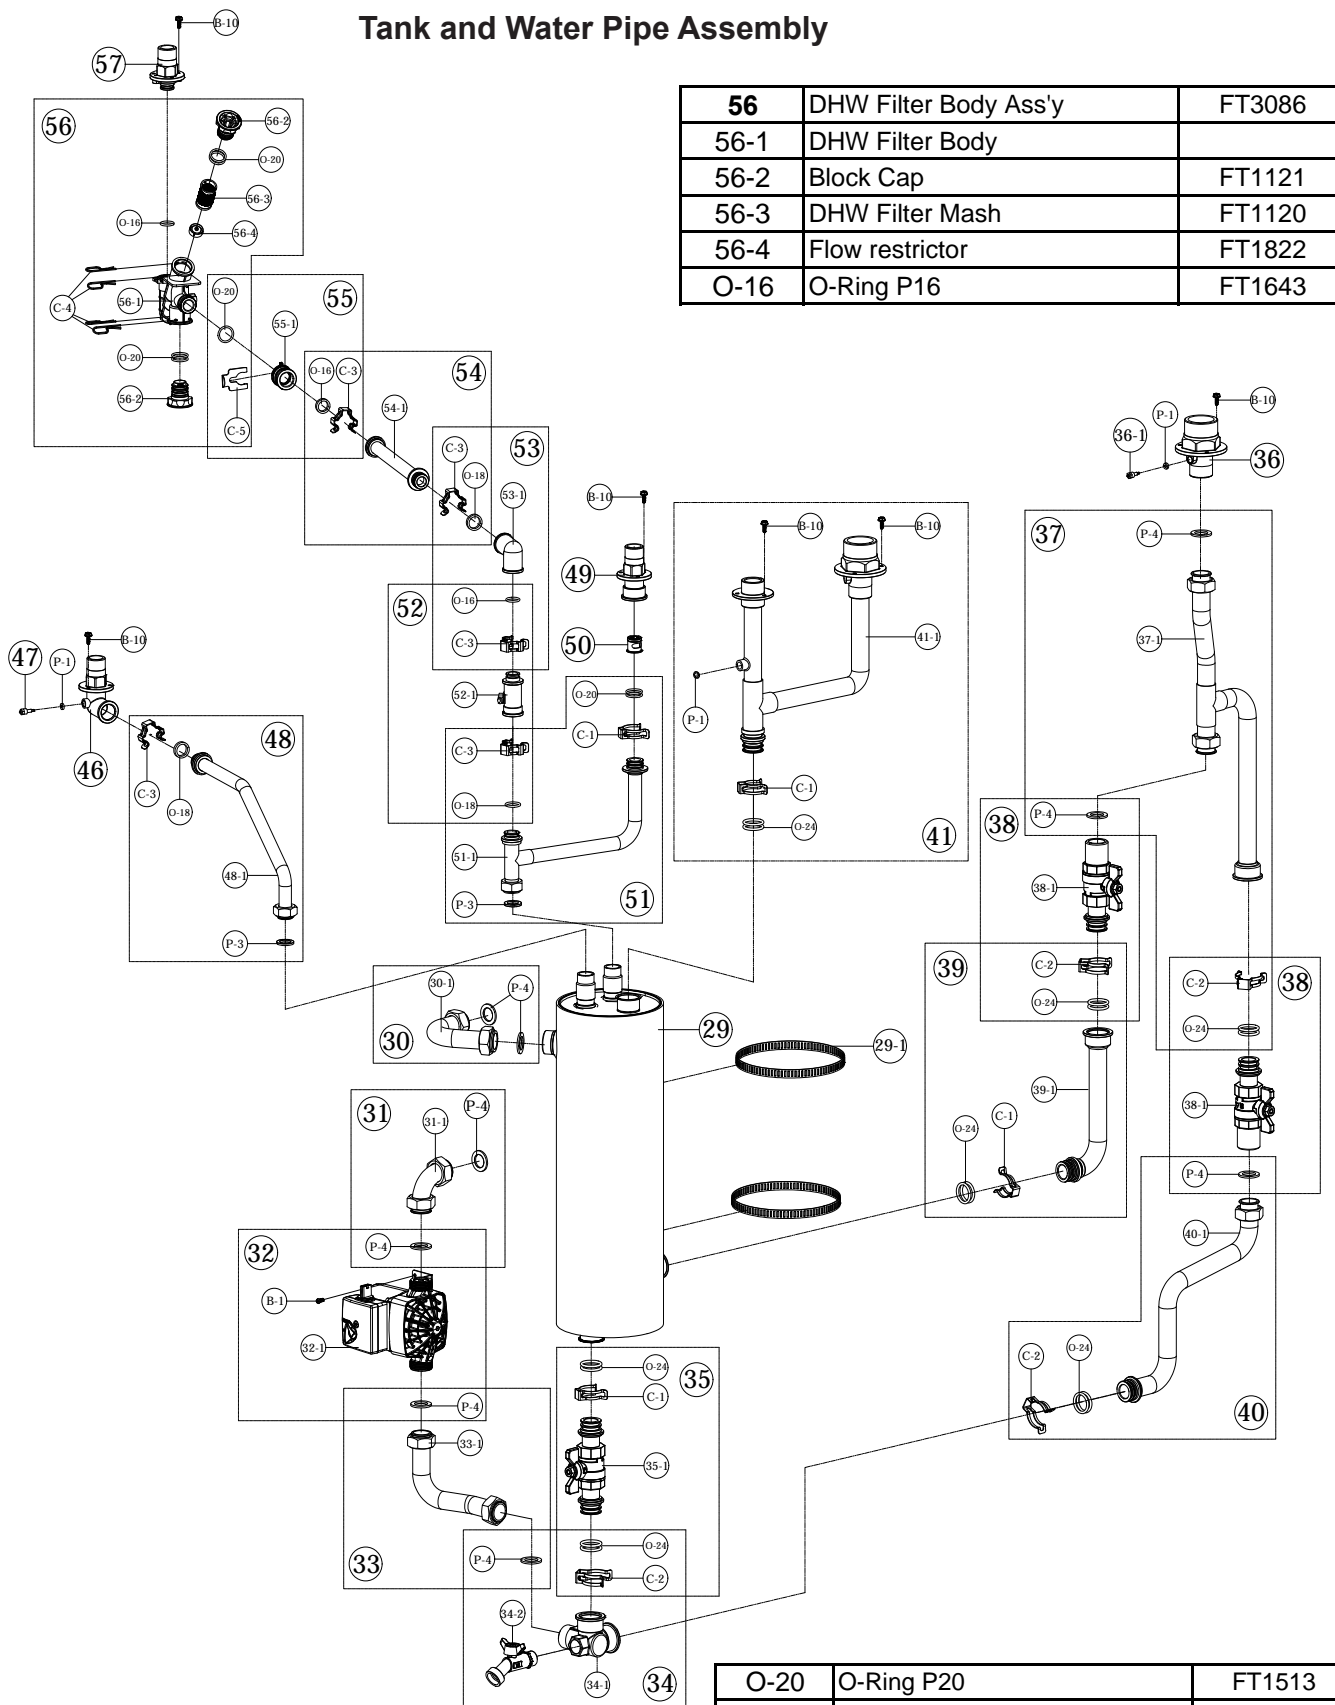 Tank and Water Pipe Assembly
56 DHW Filter Body Ass'y FT3086
56-1 DHW Filter Body
56-2 Block Cap FT1121
56-3 DHW Filter Mash FT1120
56-4 Flow restrictor FT1822
O-16 O-Ring P16 FT1643
B-10
57
56
56-2
O-20
56-3
O-16
56-4
C-4
56-1
O-20
56-2
O-20
55
55-1
C-5
O-16
C-3
54
54-1
53
C-3
O-18
53-1
52
O-16
C-3
52-1
C-3
O-18
B-10
49
50
O-20
C-1
51-1
51
P-3
47
P-1
B-10
46
C-3
O-18
48
48-1
P-3
B-10
B-10
41-1
P-1
C-1
O-24
41
36-1
P-1
B-10
36
37
P-4
37-1
38
P-4
38-1
39
C-2
O-24
39-1
O-24
C-1
C-2
38
O-24
38-1
P-4
40-1
C-2
O-24
40
30-1
P-4
30
29
29-1
31
31-1
P-4
32
P-4
B-1
32-1
P-4
33-1
33
O-24
C-1
35
35-1
P-4
O-24
C-2
34-2
34-1
34
O-20 O-Ring P20 FT1513